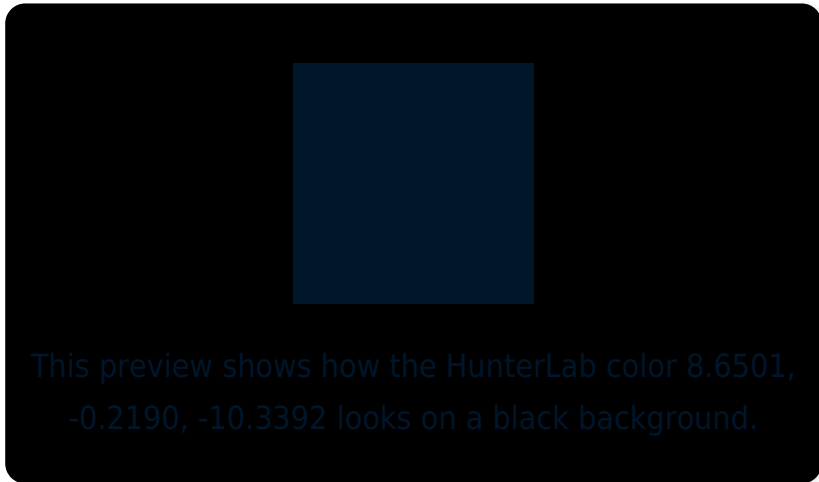 This preview shows how the HunterLab color 8.6501,
-0.2190, -10.3392 looks on a black background.